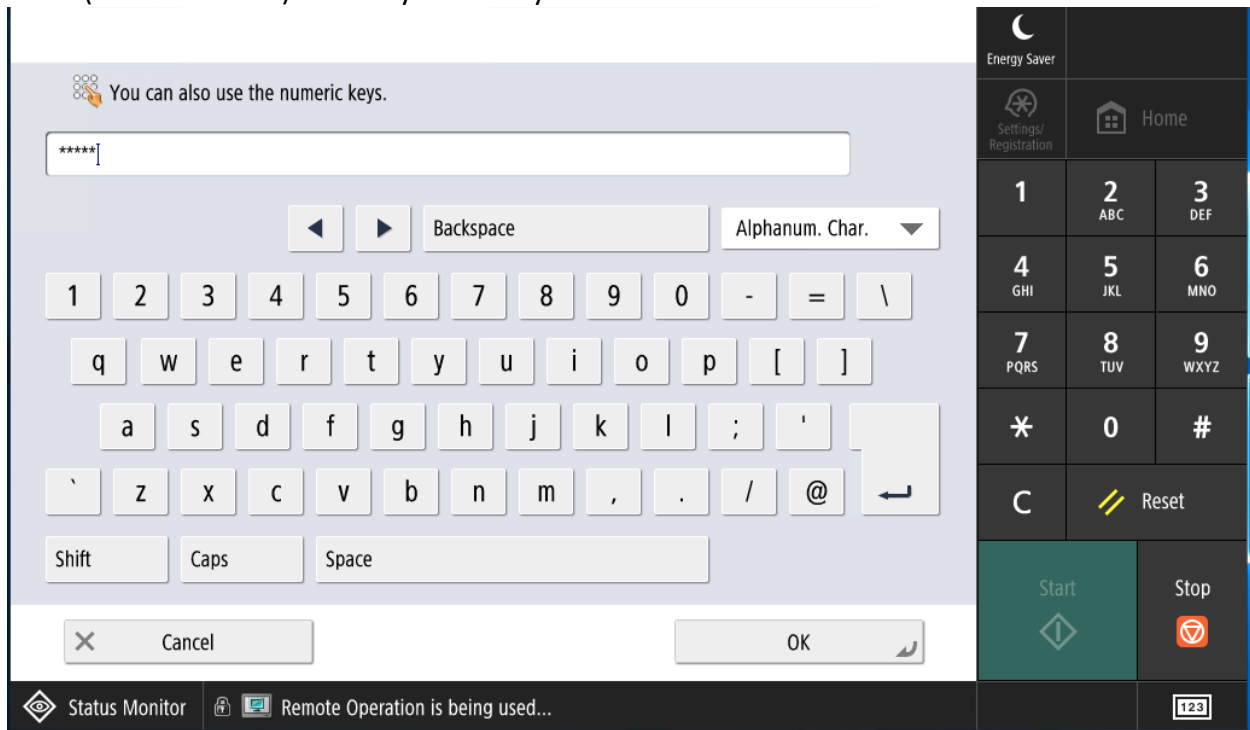 Energy Saver
You can also use the numeric keys.
*****
Settings/
Registration
Home
Backspace
Alphanum. Char.
1 2 3 4 5 6 7 8 9 0 - = \
q w e r t y u i o p [ ]
a s d f g h j k l ; '
` z x c v b n m , . / @
Shift Caps Space
Cancel OK
1 2 ABC 3 DEF
4 GHI 5 JKL 6 MNO
7 PQRS 8 TUV 9 WXYZ
* 0 #
C Reset
Start Stop
Status Monitor Remote Operation is being used...
123